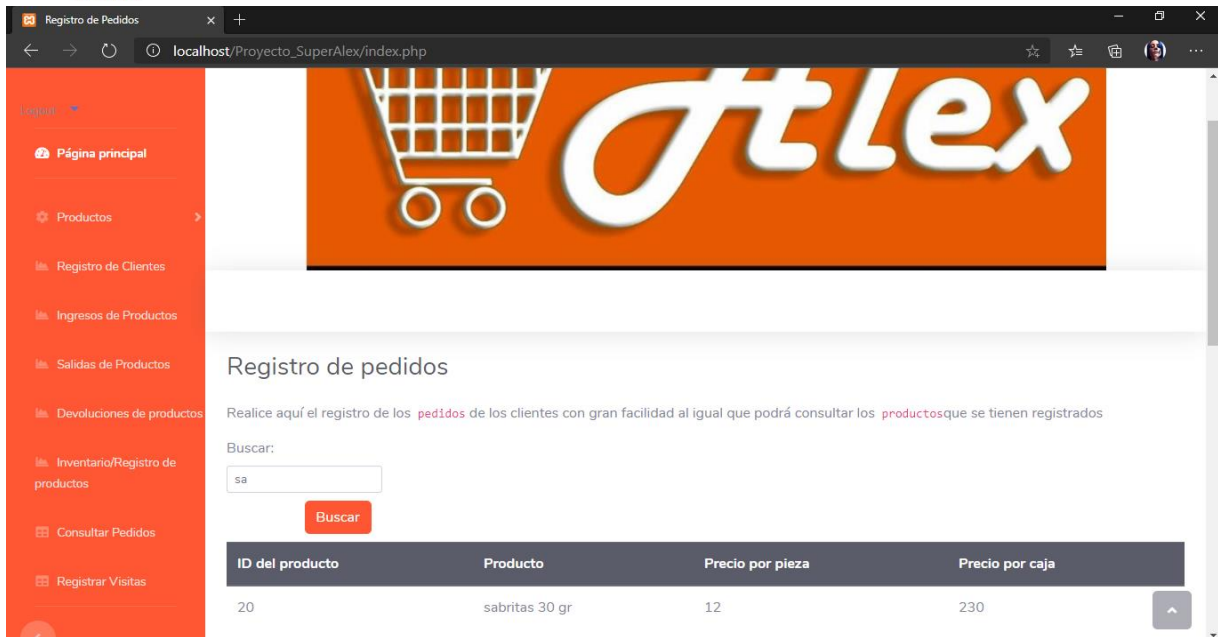 Registro de Pedidos
localhost/Proyecto_SuperAlex/index.php
Alex
Logout
Página principal
Productos
Registro de Clientes
Ingresos de Productos
Salidas de Productos
Devoluciones de productos
Inventario/Registro de
productos
Consultar Pedidos
Registrar Visitas
Registro de pedidos
Realice aquí el registro de los pedidos de los clientes con gran facilidad al igual que podrá consultar los productosque se tienen registrados
Buscar:
sa
Buscar
ID del producto Producto Precio por pieza Precio por caja
20 sabritas 30 gr 12 230